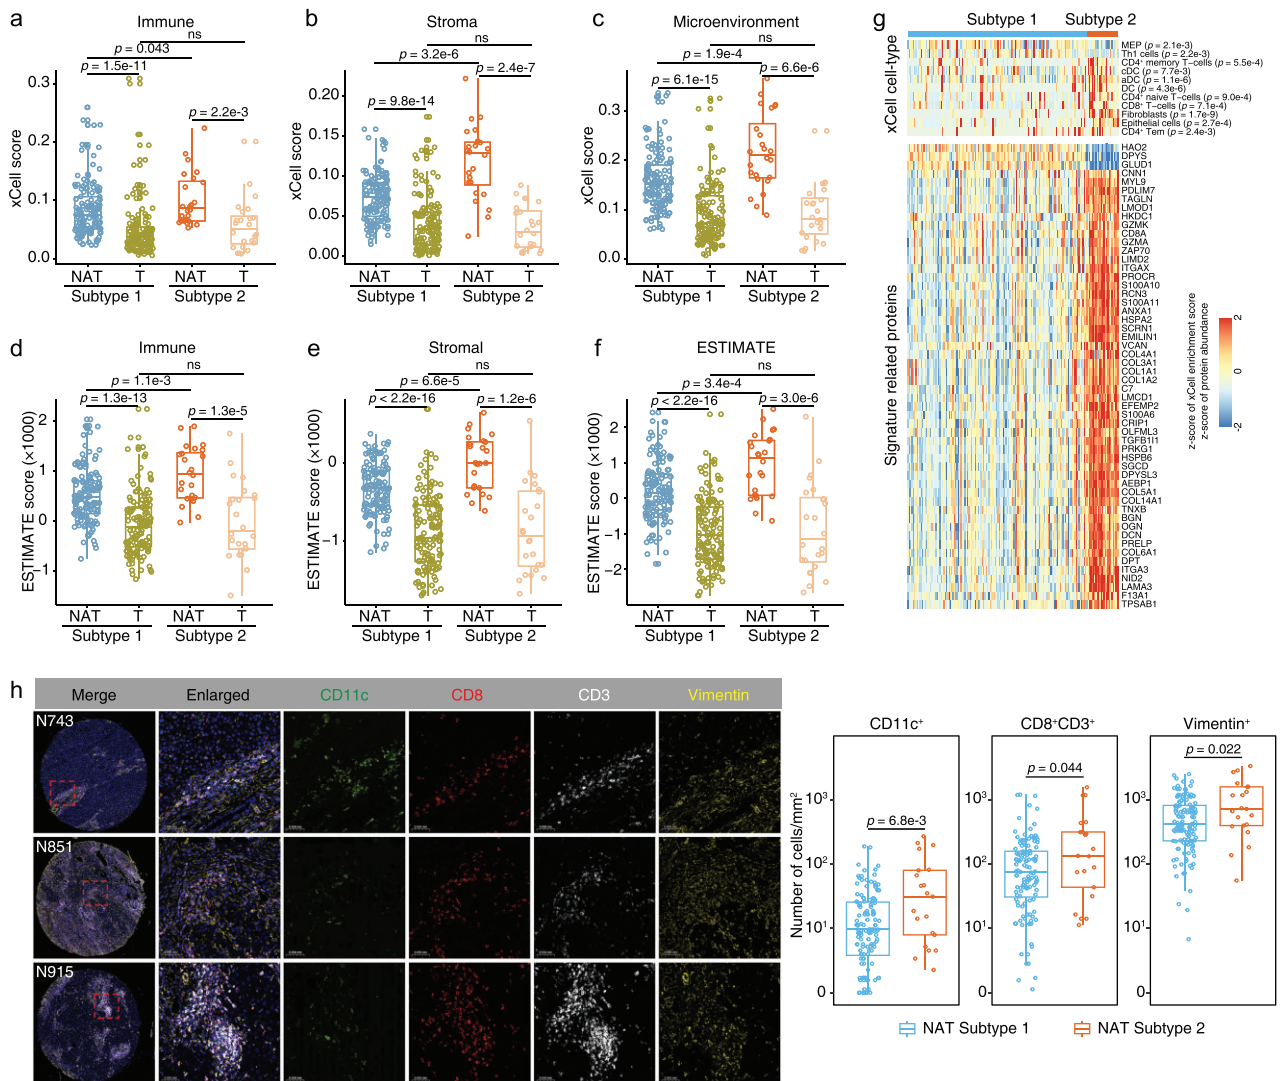 a
Immune
ns
p = 0.043
p = 1.5e-11
p = 2.2e-3
xCell score
0.3
0.2
0.1
0.0
NAT T NAT T
Subtype 1 Subtype 2
b
Stroma
ns
p = 3.2e-6
p = 2.4e-7
p = 9.8e-14
xCell score
0.20
0.15
0.10
0.05
0.00
NAT T NAT T
Subtype 1 Subtype 2
c
Microenvironment
ns
p = 1.9e-4
p = 6.1e-15
p = 6.6e-6
xCell score
0.3
0.2
0.1
0.0
NAT T NAT T
Subtype 1 Subtype 2
d
Immune
ns
p = 1.1e-3
p = 1.3e-13
p = 1.3e-5
ESTIMATE score (×1000)
2
1
0
−1
NAT T NAT T
Subtype 1 Subtype 2
e
Stromal
ns
p = 6.6e-5
p < 2.2e-16
p = 1.2e-6
ESTIMATE score (×1000)
0
−1
NAT T NAT T
Subtype 1 Subtype 2
f
ESTIMATE
ns
p = 3.4e-4
p < 2.2e-16
p = 3.0e-6
ESTIMATE score (×1000)
2
1
0
−1
−2
NAT T NAT T
Subtype 1 Subtype 2
g
Subtype 1 Subtype 2
xCell cell-type
MEP (p = 2.1e-3)
Th1 cells (p = 2.2e-3)
CD4⁺ memory T-cells (p = 5.5e-4)
cDC (p = 7.7e-3)
aDC (p = 1.1e-6)
DC (p = 4.3e-6)
CD4⁺ naive T-cells (p = 9.0e-4)
CD8⁺ T-cells (p = 7.1e-4)
Fibroblasts (p = 1.7e-9)
Epithelial cells (p = 2.7e-4)
CD4⁺ Tem (p = 2.4e-3)
Signature related proteins
HAO2
DPYS
GLUD1
CNN1
MYL9
PDLIM7
TAGLN
LMOD1
HKDC1
GZMK
CD8A
GZMA
ZAP70
LIMD2
ITGAX
PROCR
S100A10
RCN3
S100A11
ANXA1
HSPA2
SCRN1
EMILIN1
VCAN
COL4A1
COL3A1
COL1A1
COL1A2
C7
LMCD1
EFEMP2
S100A6
CRIP1
OLFML3
TGFB1I1
PRKG1
HSPB6
SGCD
DPYSL3
AEBP1
COL5A1
COL14A1
TNXB
BGN
OGN
DCN
PRELP
COL6A1
DPT
ITGA3
NID2
LAMA3
F13A1
TPSAB1
z-score of xCell enrichment score
z-score of protein abundance
2
0
-2
h
Merge Enlarged CD11c CD8 CD3 Vimentin
N743
N851
N915
CD11c⁺ CD8⁺CD3⁺ Vimentin⁺
Number of cells/mm²
p = 6.8e-3
10³
10²
10¹
0
p = 0.044
10³
10²
10¹
0
p = 0.022
10³
10²
10¹
0
NAT Subtype 1 NAT Subtype 2